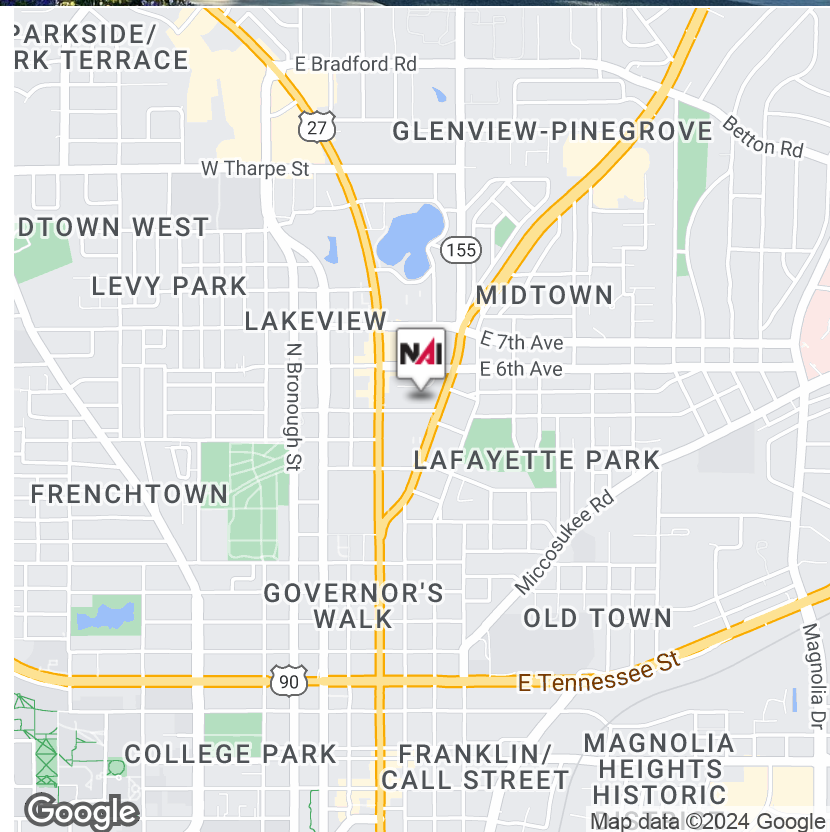 PARKSIDE/
RK TERRACE
E Bradford Rd
27
GLENVIEW-PINEGROVE
Betton Rd
W Tharpe St
DTOWN WEST
155
LEVY PARK
MIDTOWN
LAKEVIEW
E 7th Ave
NAI
E 6th Ave
N Bronough St
LAFAYETTE PARK
FRENCHTOWN
Miccosukee Rd
GOVERNOR'S
WALK
OLD TOWN
E Tennessee St
90
Magnolia Dr
COLLEGE PARK
FRANKLIN/
CALL STREET
MAGNOLIA
HEIGHTS
HISTORIC
Google
Map data ©2024 Google